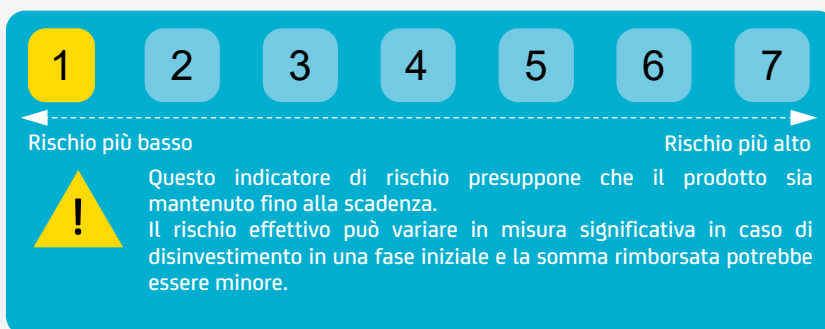 1 2 3 4 5 6 7
Rischio più basso Rischio più alto
!
Questo indicatore di rischio presuppone che il prodotto sia
mantenuto fino alla scadenza.
Il rischio effettivo può variare in misura significativa in caso di
disinvestimento in una fase iniziale e la somma rimborsata potrebbe
essere minore.